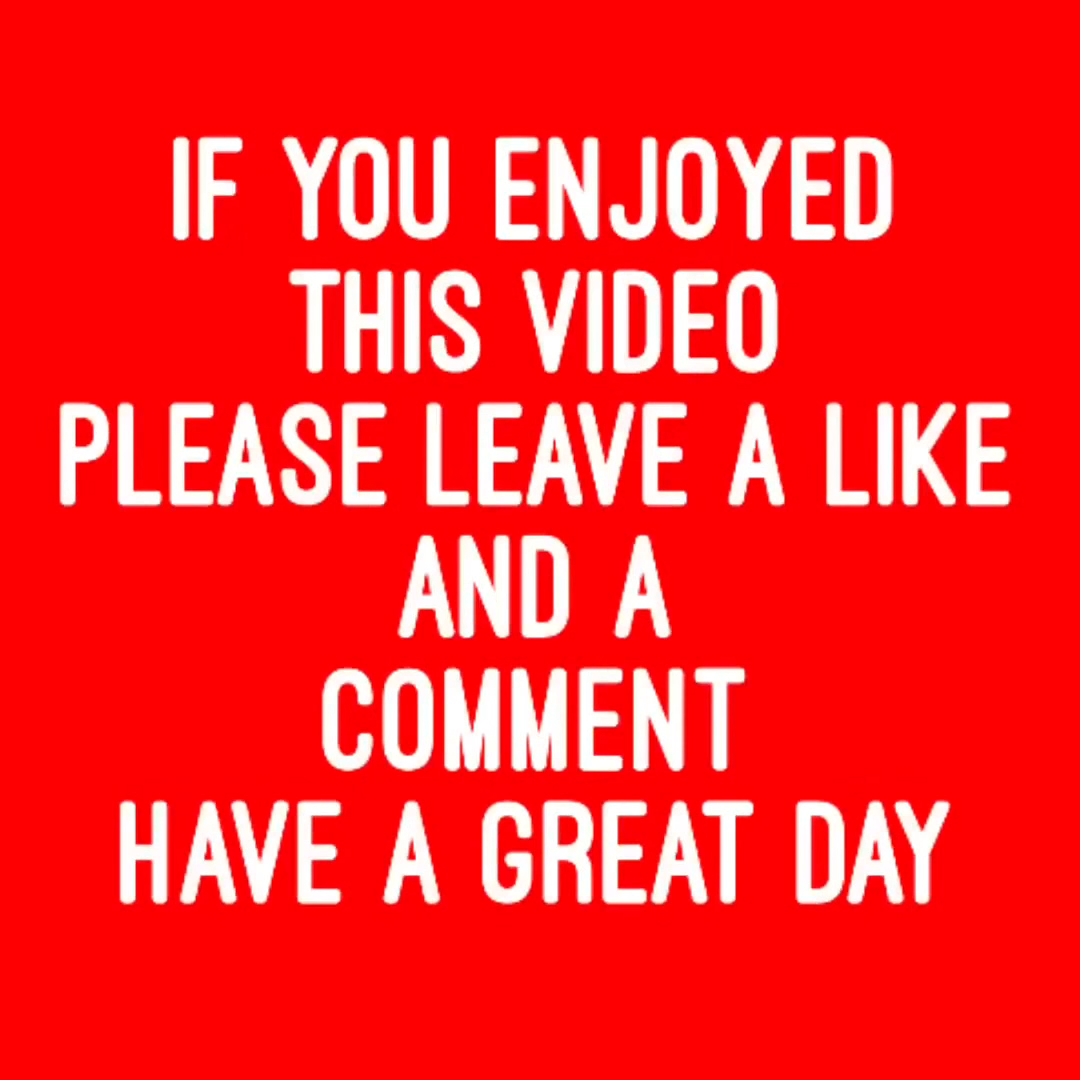 IF YOU ENJOYED
THIS VIDEO
PLEASE LEAVE A LIKE
AND A
COMMENT
HAVE A GREAT DAY